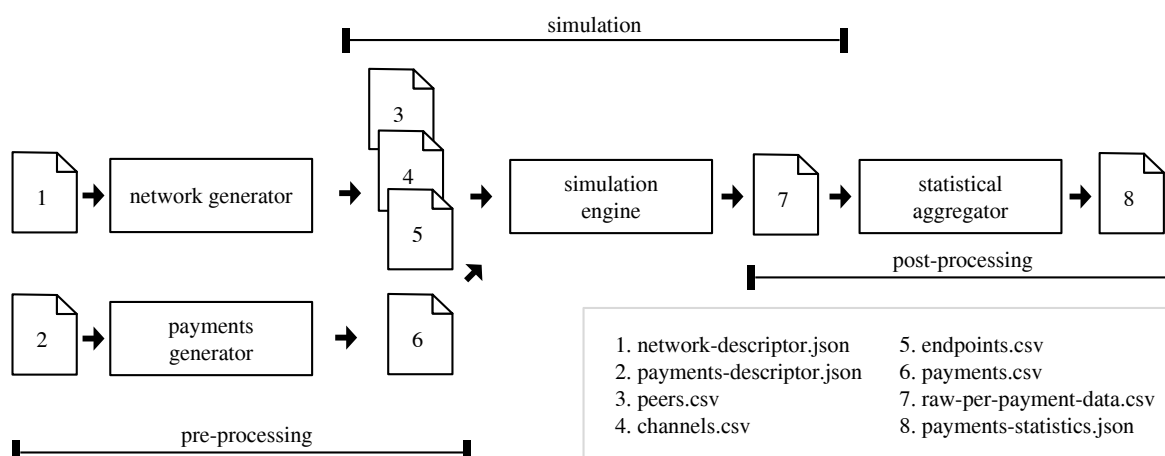 simulation
3
4
5
1
network generator
simulation
engine
7
statistical
aggregator
8
post-processing
2
payments
generator
6
1. network-descriptor.json
2. payments-descriptor.json
3. peers.csv
4. channels.csv
5. endpoints.csv
6. payments.csv
7. raw-per-payment-data.csv
8. payments-statistics.json
pre-processing